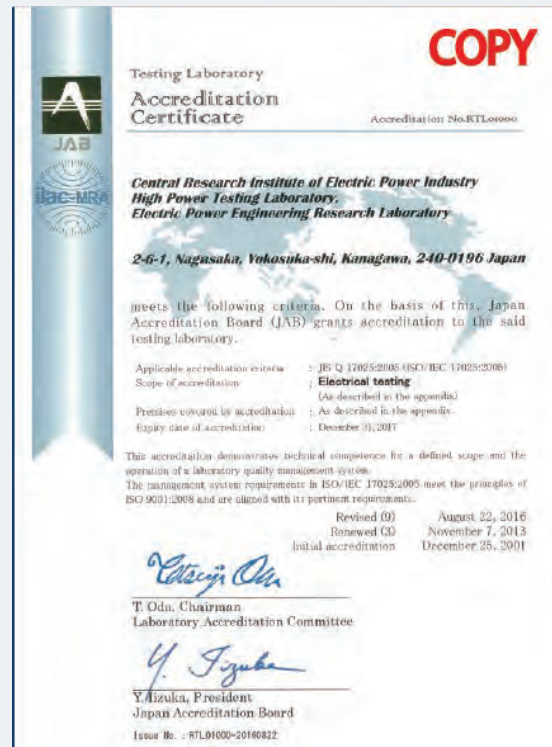 COPY
Testing Laboratory
Accreditation
Certificate
Accreditation No.RTL01000
JAB
ilac-MRA
Central Research Institute of Electric Power Industry
High Power Testing Laboratory,
Electric Power Engineering Research Laboratory
2-6-1, Nagasaka, Yokosuka-shi, Kanagawa, 240-0196 Japan
meets the following criteria. On the basis of this, Japan
Accreditation Board (JAB) grants accreditation to the said
testing laboratory.
Applicable accreditation criteria : JIS Q 17025:2005 (ISO/IEC 17025:2005)
Scope of accreditation : Electrical testing
(As described in the appendix)
Premises covered by accreditation : As described in the appendix.
Expiry date of accreditation : December 31, 2017
This accreditation demonstrates technical competence for a defined scope and the
operation of a laboratory quality management system.
The management system requirements in ISO/IEC 17025:2005 meet the principles of
ISO 9001:2008 and are aligned with its pertinent requirements.
Revised (9) August 22, 2016
Renewed (3) November 7, 2013
Initial accreditation December 25, 2001
T. Oda, Chairman
Laboratory Accreditation Committee
Y. Iizuka
Y. Iizuka, President
Japan Accreditation Board
Issue No. : RTL01000-20160822